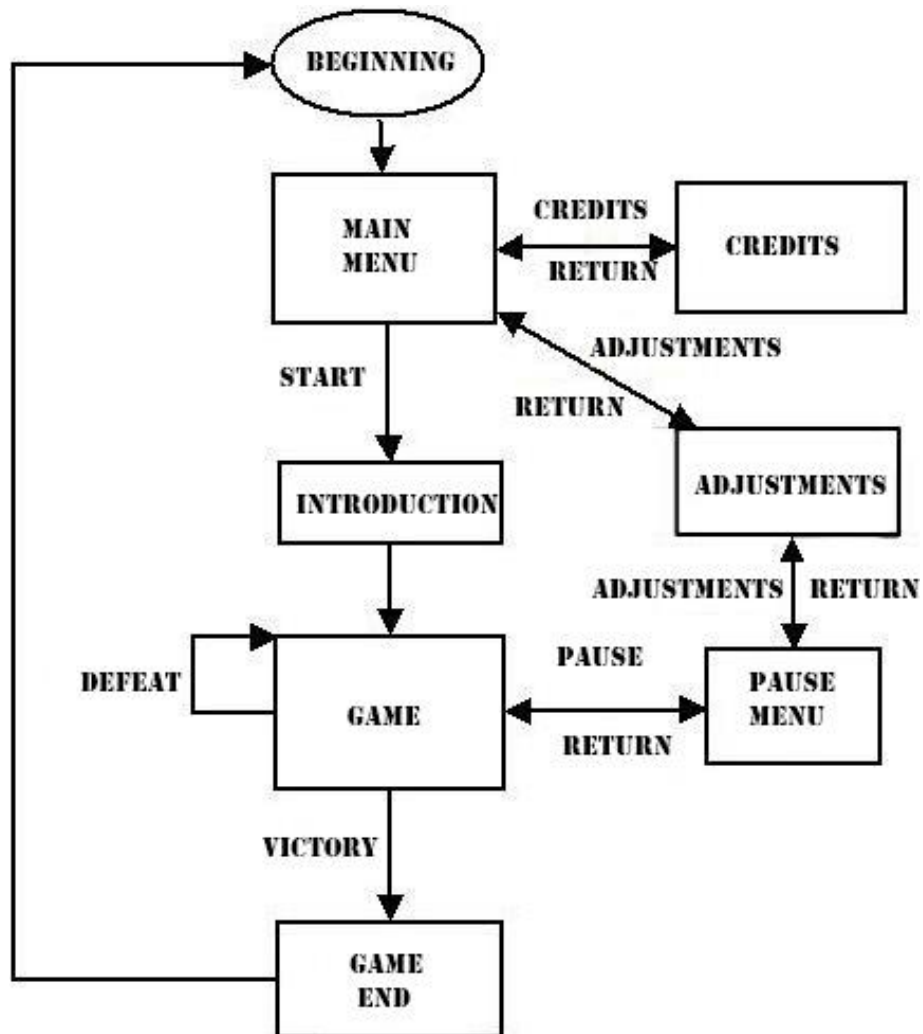 BEGINNING
MAIN
MENU
CREDITS
RETURN
CREDITS
ADJUSTMENTS
START
RETURN
ADJUSTMENTS
INTRODUCTION
ADJUSTMENTS
RETURN
PAUSE
DEFEAT
GAME
PAUSE
MENU
RETURN
VICTORY
GAME
END